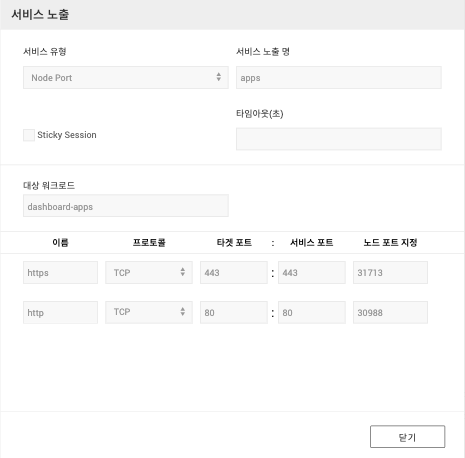 서비스 노출
서비스 유형
서비스 노출 명
Node Port
apps
타임아웃(초)
Sticky Session
대상 워크로드
dashboard-apps
이름 프로토콜 타겟 포트 : 서비스 포트 노드 포트 지정
https TCP 443 : 443 31713
http TCP 80 : 80 30988
닫기